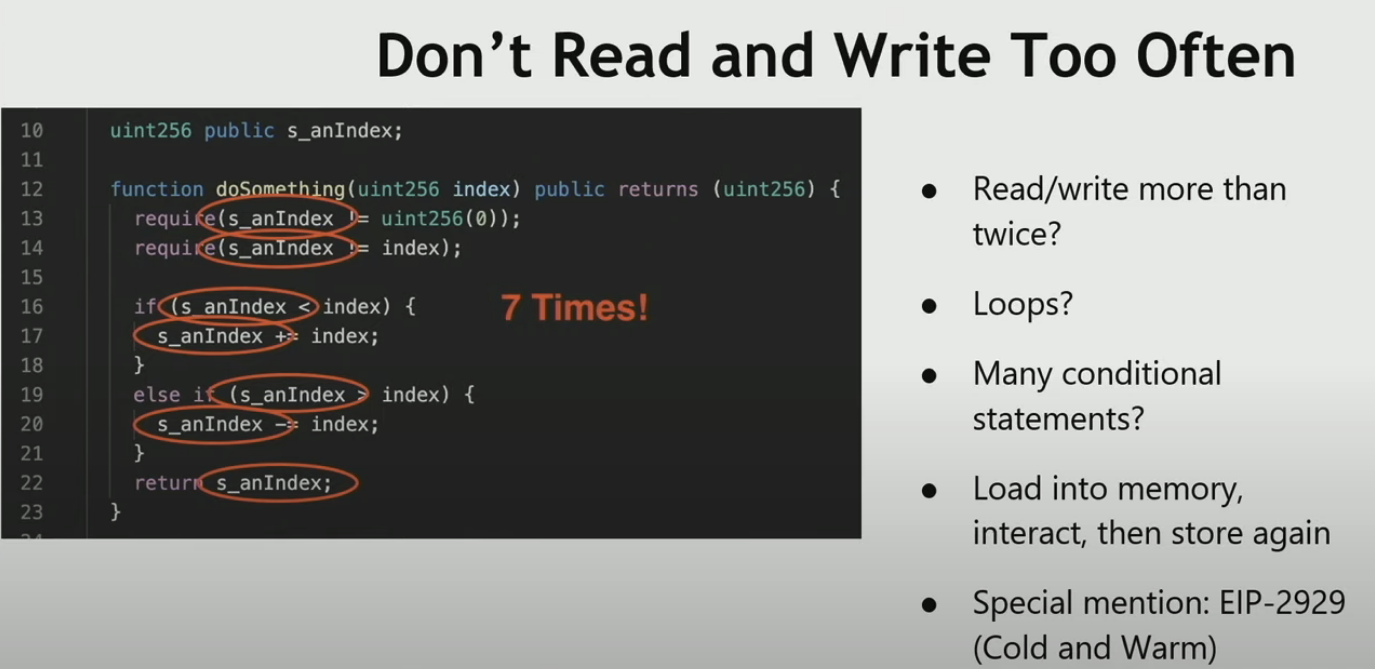 Don’t Read and Write Too Often
10 uint256 public s_anIndex;
11
12 function doSomething(uint256 index) public returns (uint256) {
13 require(s_anIndex != uint256(0));
14 require(s_anIndex != index);
15
16 if (s_anIndex < index) {
17 s_anIndex += index;
18 }
19 else if (s_anIndex > index) {
20 s_anIndex -= index;
21 }
22 return s_anIndex;
23 }
24
7 Times!
● Read/write more than
twice?
● Loops?
● Many conditional
statements?
● Load into memory,
interact, then store again
● Special mention: EIP-2929
(Cold and Warm)